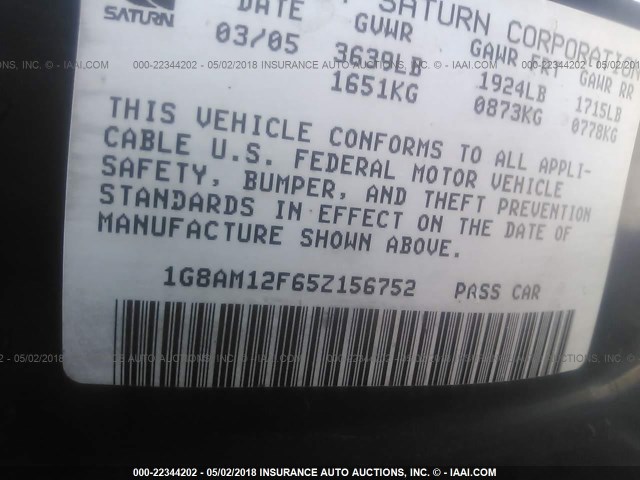 SATURN
DATE GVWR GAWR FRT GAWR RR
SATURN CORPORATION
03/05 3639LB 1924LB 1715LB
1651KG 0873KG 0778KG
THIS VEHICLE CONFORMS TO ALL APPLI-
CABLE U.S. FEDERAL MOTOR VEHICLE
SAFETY, BUMPER, AND THEFT PREVENTION
STANDARDS IN EFFECT ON THE DATE OF
MANUFACTURE SHOWN ABOVE.
1G8AM12F65Z156752 PASS CAR
000-22344202 - 05/02/2018 INSURANCE AUTO AUCTIONS, INC. - © IAAI.COM